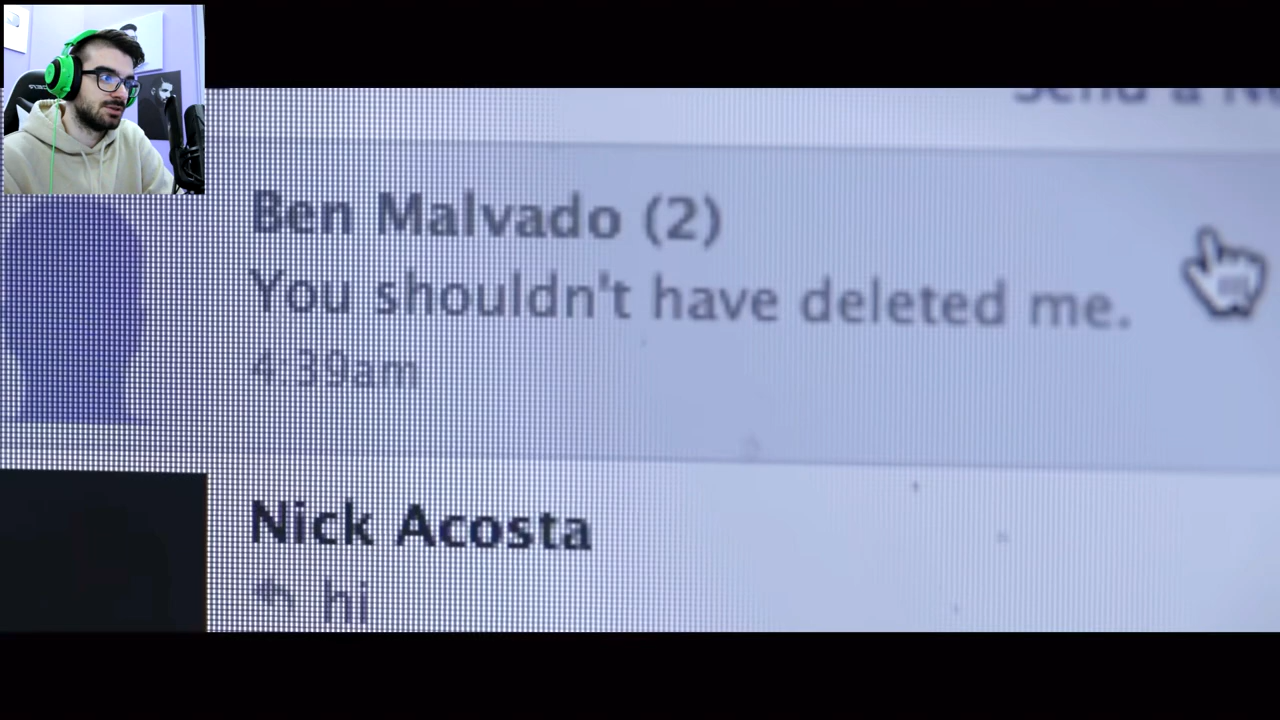 Ben Malvado (2)
You shouldn't have deleted me.
4:39am
Nick Acosta
hi